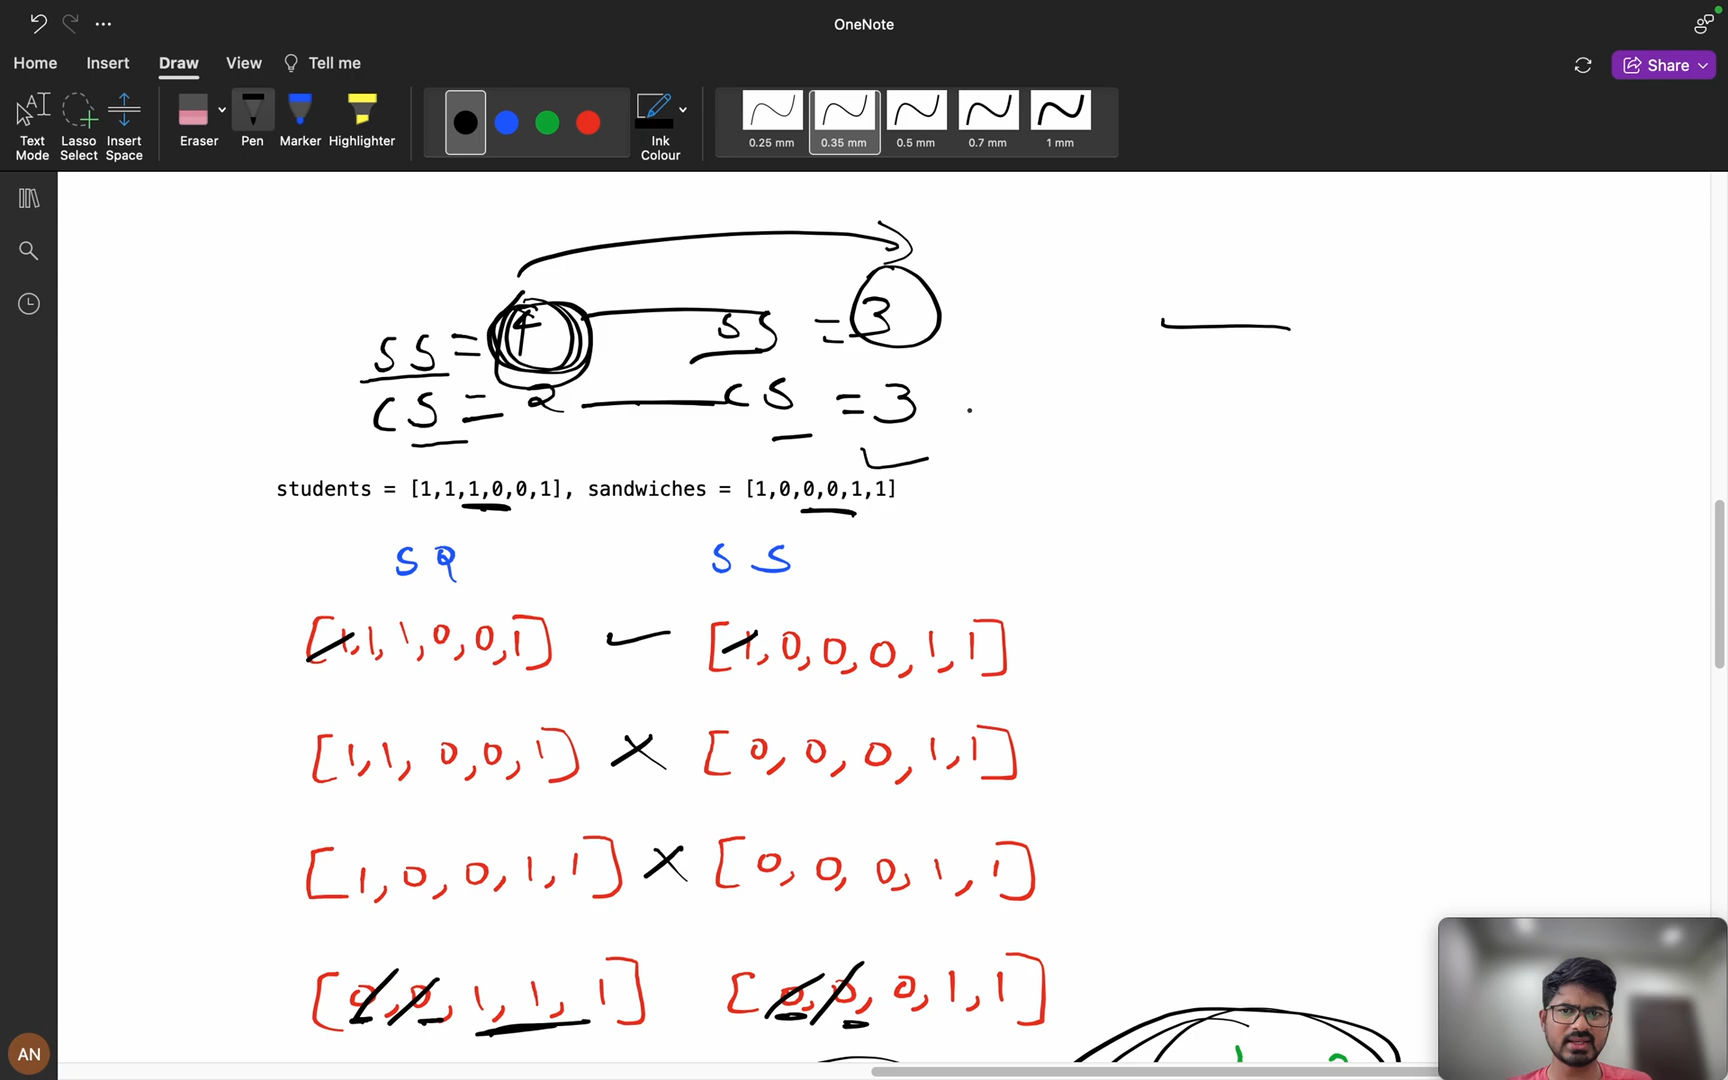 OneNote
Home Insert Draw View Tell me
Share
Text Mode
Lasso Select
Insert Space
Eraser
Pen
Marker
Highlighter
Ink Colour
0.25 mm
0.35 mm
0.5 mm
0.7 mm
1 mm
SS = 4 SS = 3
CS = 2 CS = 3
students = [1,1,1,0,0,1], sandwiches = [1,0,0,0,1,1]
SQ SS
[1,1,1,0,0,1] [1,0,0,0,1,1]
[1,1,0,0,1] [0,0,0,1,1]
[1,0,0,1,1] [0,0,0,1,1]
[0,0,1,1,1] [0,0,0,1,1]
AN